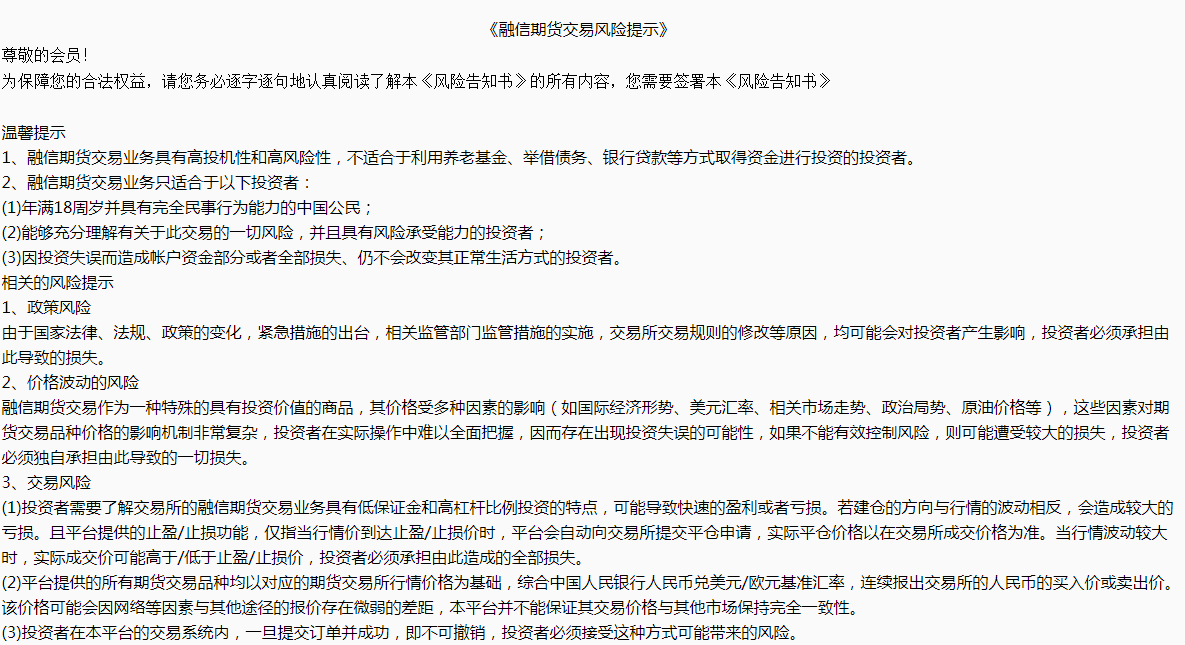 《融信期货交易风险提示》
尊敬的会员！
为保障您的合法权益，请您务必逐字逐句地认真阅读了解本《风险告知书》的所有内容，您需要签署本《风险告知书》
温馨提示
1、融信期货交易业务具有高投机性和高风险性，不适合于利用养老基金、举借债务、银行贷款等方式取得资金进行投资的投资者。
2、融信期货交易业务只适合于以下投资者：
(1)年满18周岁并具有完全民事行为能力的中国公民；
(2)能够充分理解有关于此交易的一切风险，并且具有风险承受能力的投资者；
(3)因投资失误而造成帐户资金部分或者全部损失、仍不会改变其正常生活方式的投资者。
相关的风险提示
1、政策风险
由于国家法律、法规、政策的变化，紧急措施的出台，相关监管部门监管措施的实施，交易所交易规则的修改等原因，均可能会对投资者产生影响，投资者必须承担由
此导致的损失。
2、价格波动的风险
融信期货交易作为一种特殊的具有投资价值的商品，其价格受多种因素的影响（如国际经济形势、美元汇率、相关市场走势、政治局势、原油价格等），这些因素对期
货交易品种价格的影响机制非常复杂，投资者在实际操作中难以全面把握，因而存在出现投资失误的可能性，如果不能有效控制风险，则可能遭受较大的损失，投资者
必须独自承担由此导致的一切损失。
3、交易风险
(1)投资者需要了解交易所的融信期货交易业务具有低保证金和高杠杆比例投资的特点，可能导致快速的盈利或者亏损。若建仓的方向与行情的波动相反，会造成较大的
亏损。且平台提供的止盈/止损功能，仅指当行情价到达止盈/止损价时，平台会自动向交易所提交平仓申请，实际平仓价格以在交易所成交价格为准。当行情波动较大
时，实际成交价可能高于/低于止盈/止损价，投资者必须承担由此造成的全部损失。
(2)平台提供的所有期货交易品种均以对应的期货交易所行情价格为基础，综合中国人民银行人民币兑美元/欧元基准汇率，连续报出交易所的人民币的买入价或卖出价。
该价格可能会因网络等因素与其他途径的报价存在微弱的差距，本平台并不能保证其交易价格与其他市场保持完全一致性。
(3)投资者在本平台的交易系统内，一旦提交订单并成功，即不可撤销，投资者必须接受这种方式可能带来的风险。